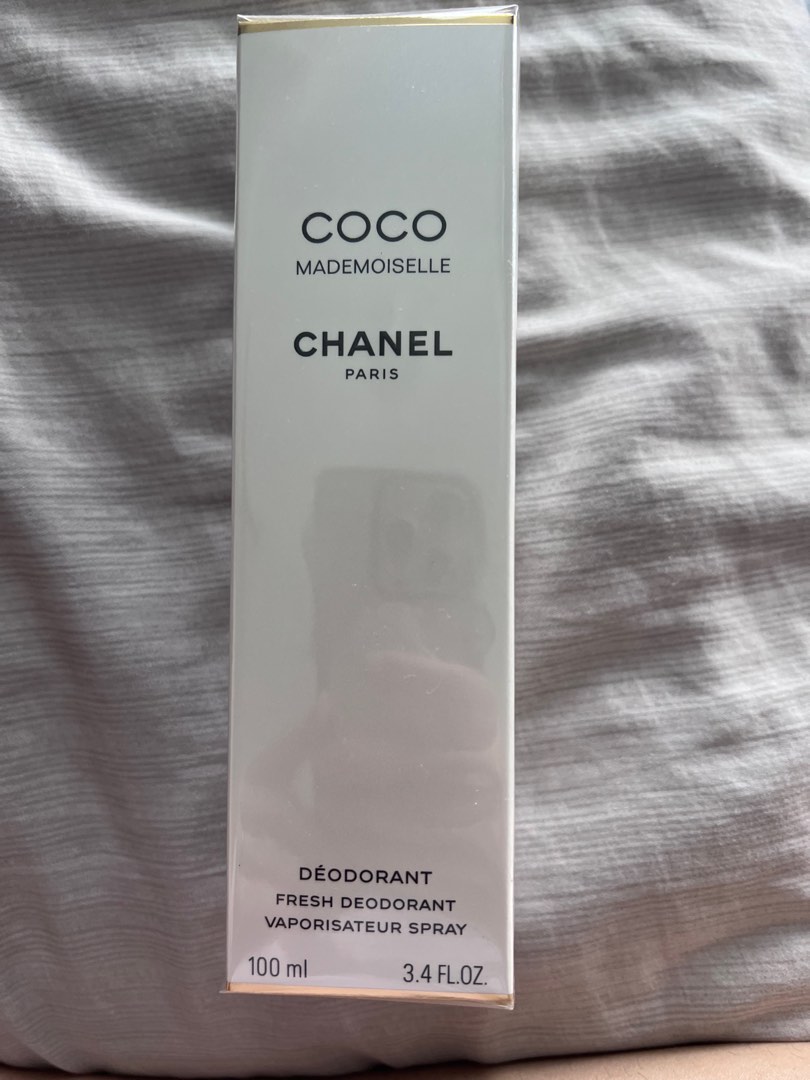 COCO
MADEMOISELLE
CHANEL
PARIS
DÉODORANT
FRESH DEODORANT
VAPORISATEUR SPRAY
100 ml 3.4 FL.OZ.